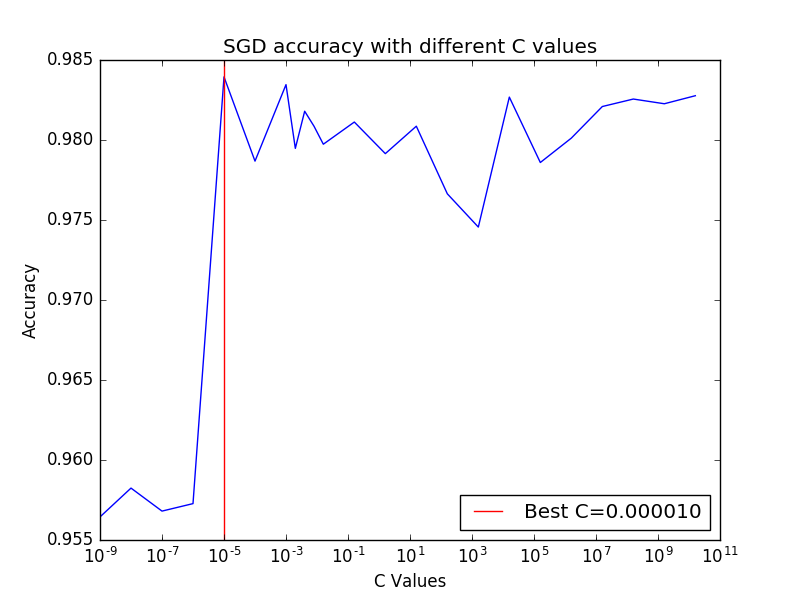 SGD accuracy with different C values
0.985
0.980
0.975
0.970
0.965
0.960
0.955
Accuracy
Best C=0.000010
10^-9 10^-7 10^-5 10^-3 10^-1 10^1 10^3 10^5 10^7 10^9 10^11
C Values